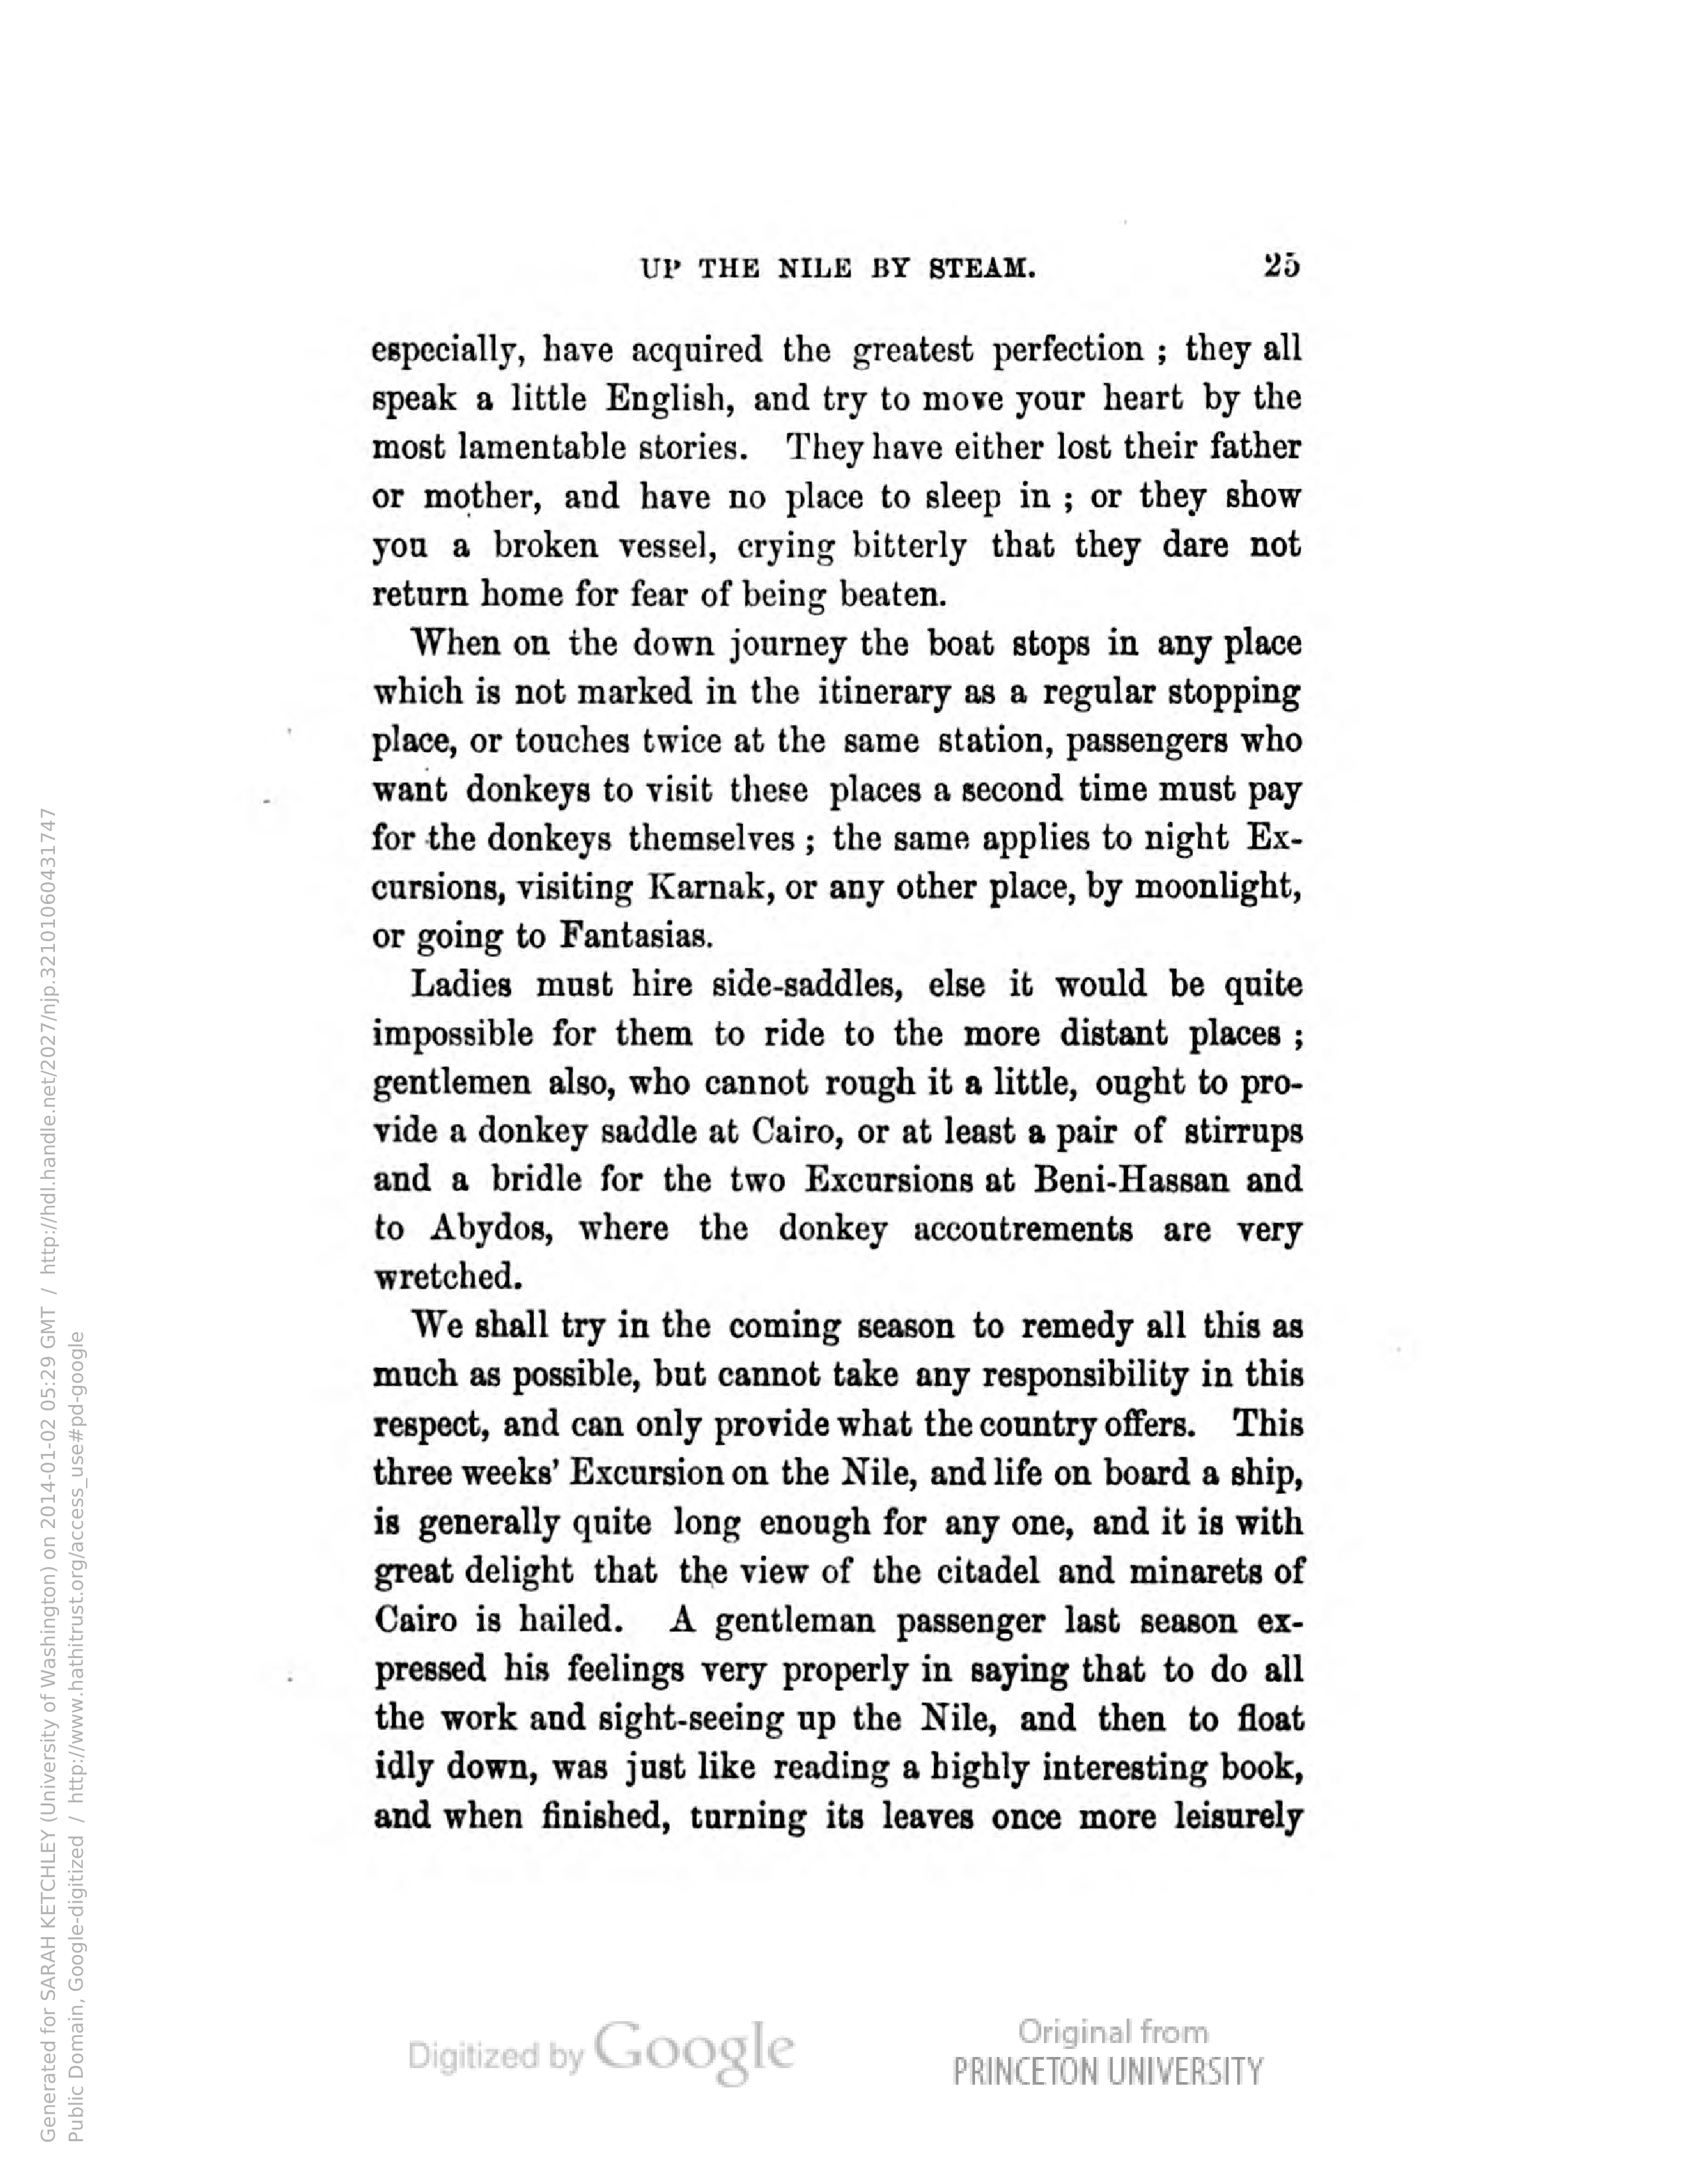 UP THE NILE BY STEAM. 25
especially, have acquired the greatest perfection ; they all
speak a little English, and try to move your heart by the
most lamentable stories. They have either lost their father
or mother, and have no place to sleep in ; or they show
you a broken vessel, crying bitterly that they dare not
return home for fear of being beaten.
When on the down journey the boat stops in any place
which is not marked in the itinerary as a regular stopping
place, or touches twice at the same station, passengers who
want donkeys to visit these places a second time must pay
for the donkeys themselves ; the same applies to night Ex-
cursions, visiting Karnak, or any other place, by moonlight,
or going to Fantasias.
Ladies must hire side-saddles, else it would be quite
impossible for them to ride to the more distant places ;
gentlemen also, who cannot rough it a little, ought to pro-
vide a donkey saddle at Cairo, or at least a pair of stirrups
and a bridle for the two Excursions at Beni-Hassan and
to Abydos, where the donkey accoutrements are very
wretched.
We shall try in the coming season to remedy all this as
much as possible, but cannot take any responsibility in this
respect, and can only provide what the country offers. This
three weeks' Excursion on the Nile, and life on board a ship,
is generally quite long enough for any one, and it is with
great delight that the view of the citadel and minarets of
Cairo is hailed. A gentleman passenger last season ex-
pressed his feelings very properly in saying that to do all
the work and sight-seeing up the Nile, and then to float
idly down, was just like reading a highly interesting book,
and when finished, turning its leaves once more leisurely
Digitized by Google
Original from
PRINCETON UNIVERSITY
Generated for SARAH KETCHLEY (University of Washington) on 2014-01-02 05:29 GMT / http://hdl.handle.net/2027/njp.32101060431747
Public Domain, Google-digitized / http://www.hathitrust.org/access_use#pd-google